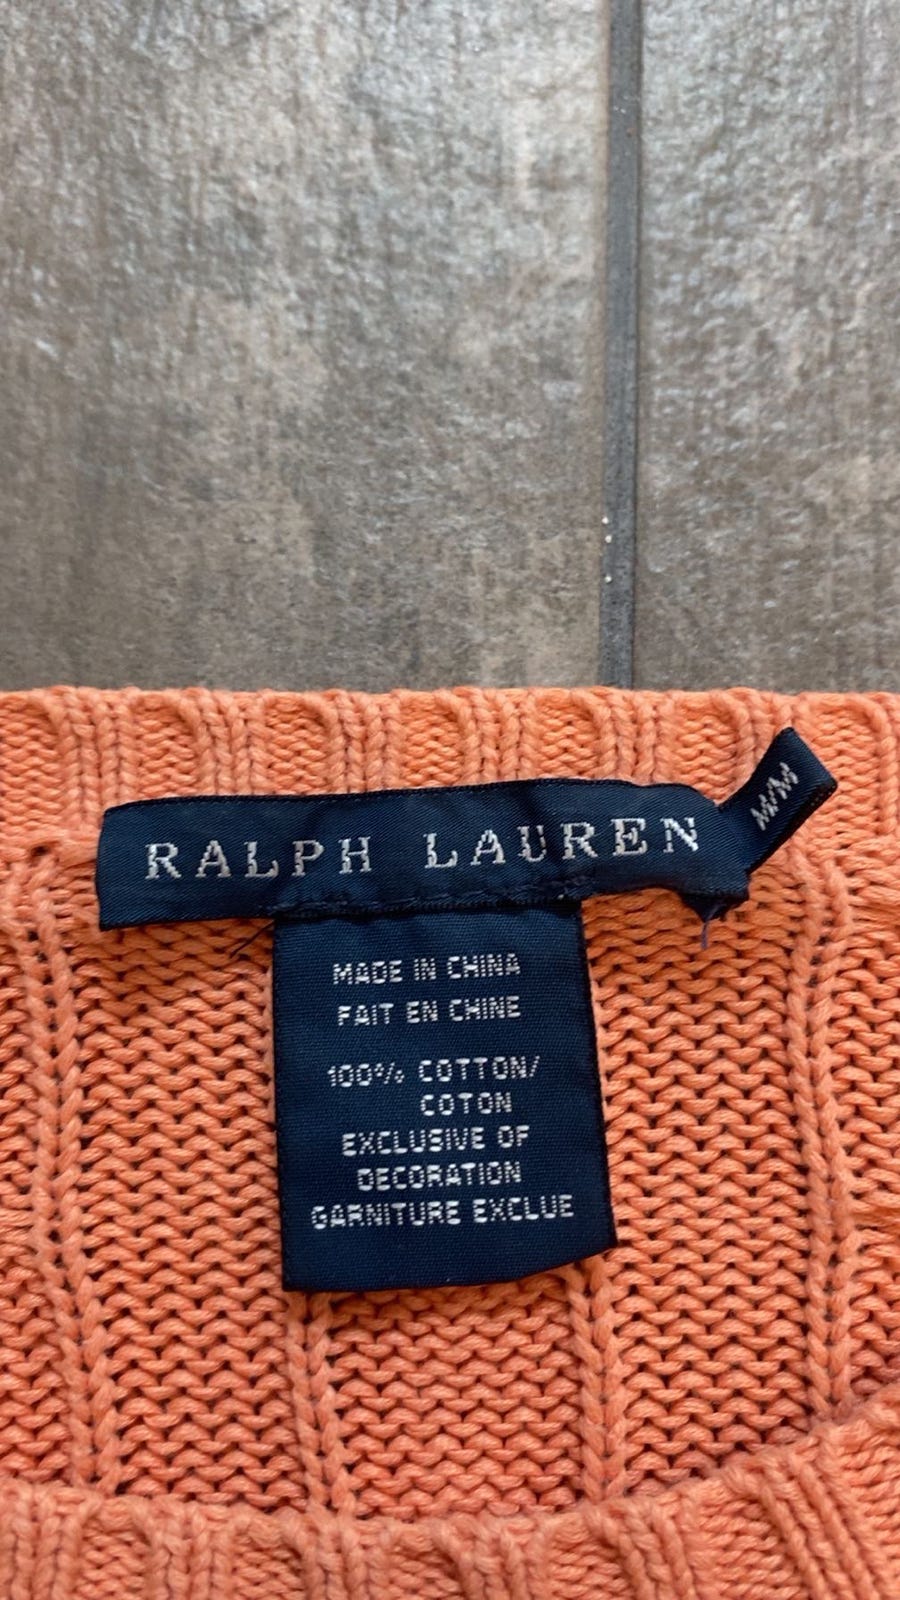 RALPH LAUREN
M/M
MADE IN CHINA
FAIT EN CHINE
100% COTTON/
COTON
EXCLUSIVE OF
DECORATION
GARNITURE EXCLUE